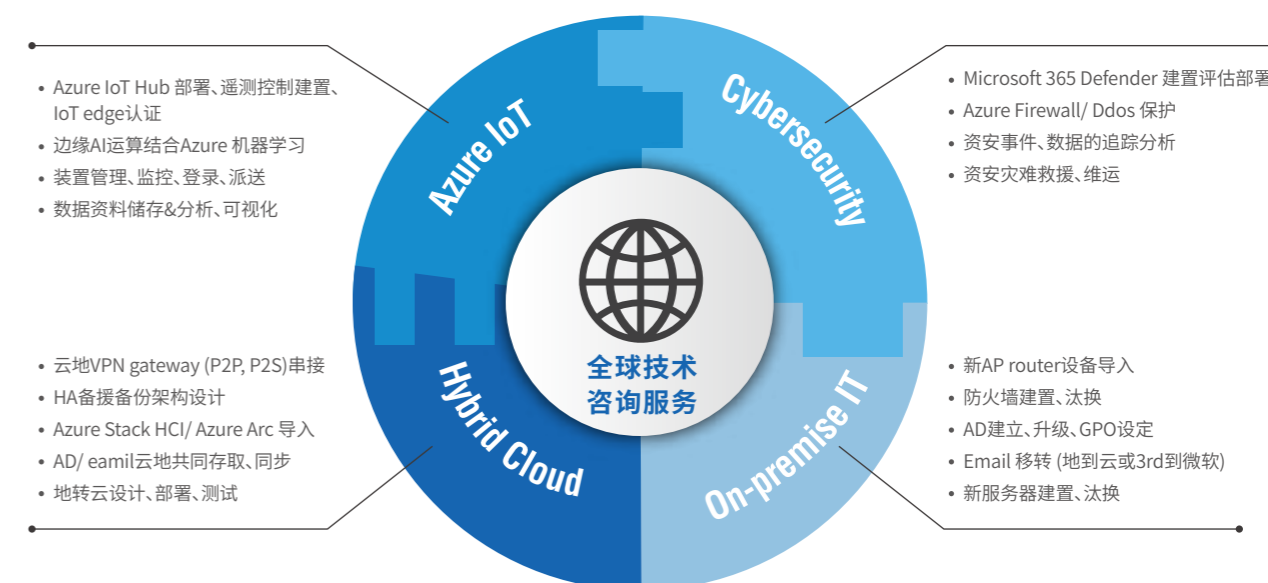 Azure IoT
• Azure IoT Hub 部署、遥测控制建置、
IoT edge认证
• 边缘AI运算结合Azure 机器学习
• 装置管理、监控、登录、派送
• 数据资料储存&分析、可视化
Cybersecurity
• Microsoft 365 Defender 建置评估部署
• Azure Firewall/ Ddos 保护
• 资安事件、数据的追踪分析
• 资安灾难救援、维运
全球技术
咨询服务
Hybrid Cloud
• 云地VPN gateway (P2P, P2S)串接
• HA备援备份架构设计
• Azure Stack HCI/ Azure Arc 导入
• AD/ eamil云地共同存取、同步
• 地转云设计、部署、测试
On-premise IT
• 新AP router设备导入
• 防火墙建置、汰换
• AD建立、升级、GPO设定
• Email 移转 (地到云或3rd到微软)
• 新服务器建置、汰换